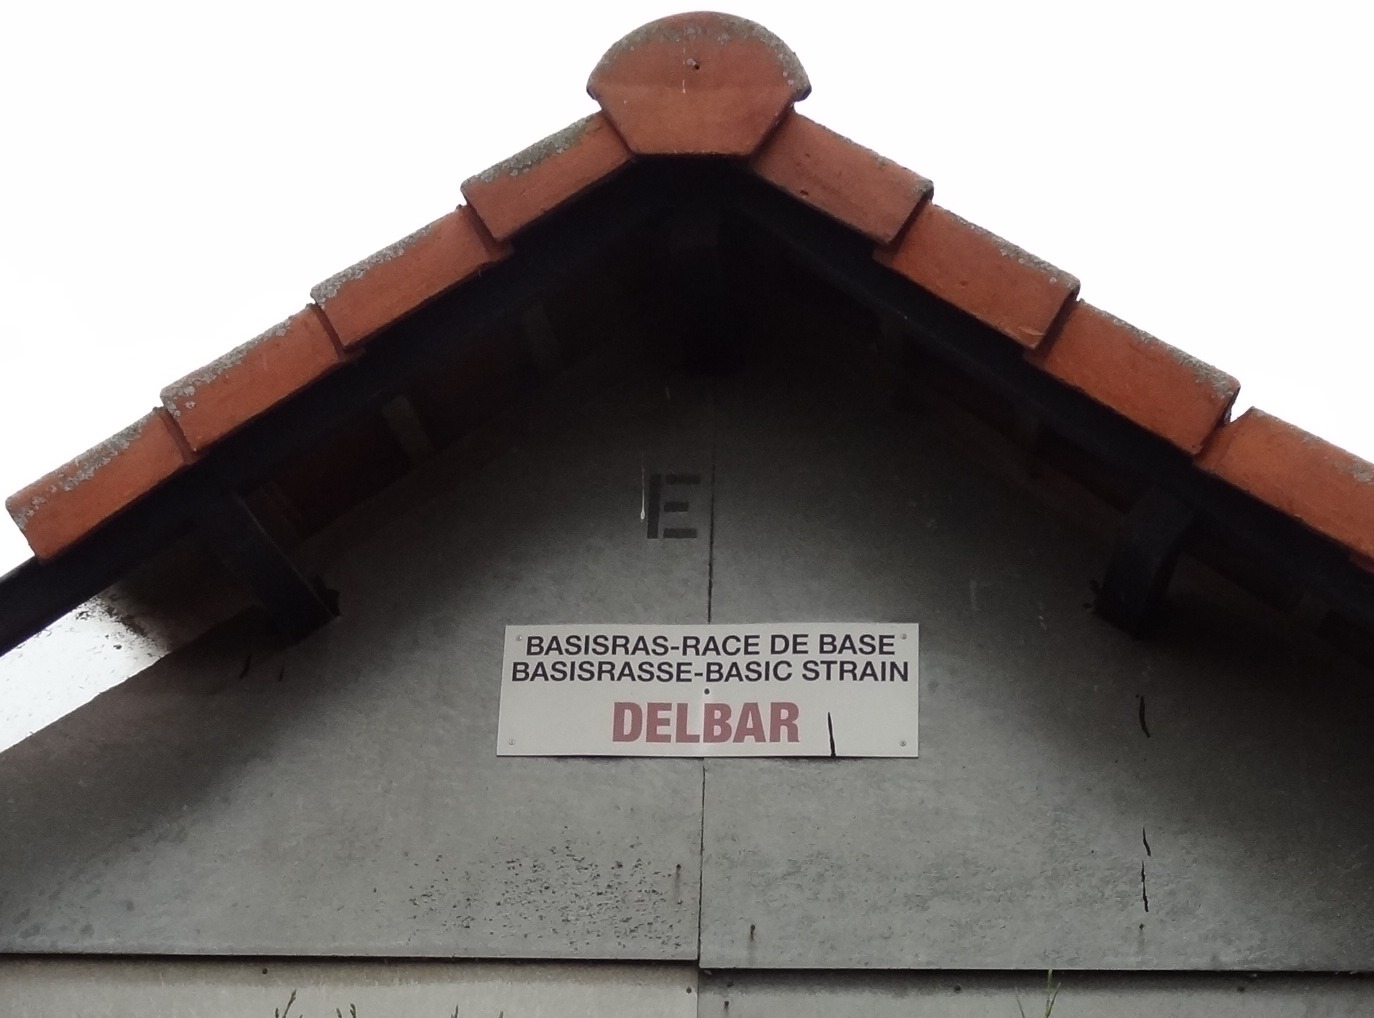 E
BASISRAS-RACE DE BASE
BASISRASSE-BASIC STRAIN
DELBAR